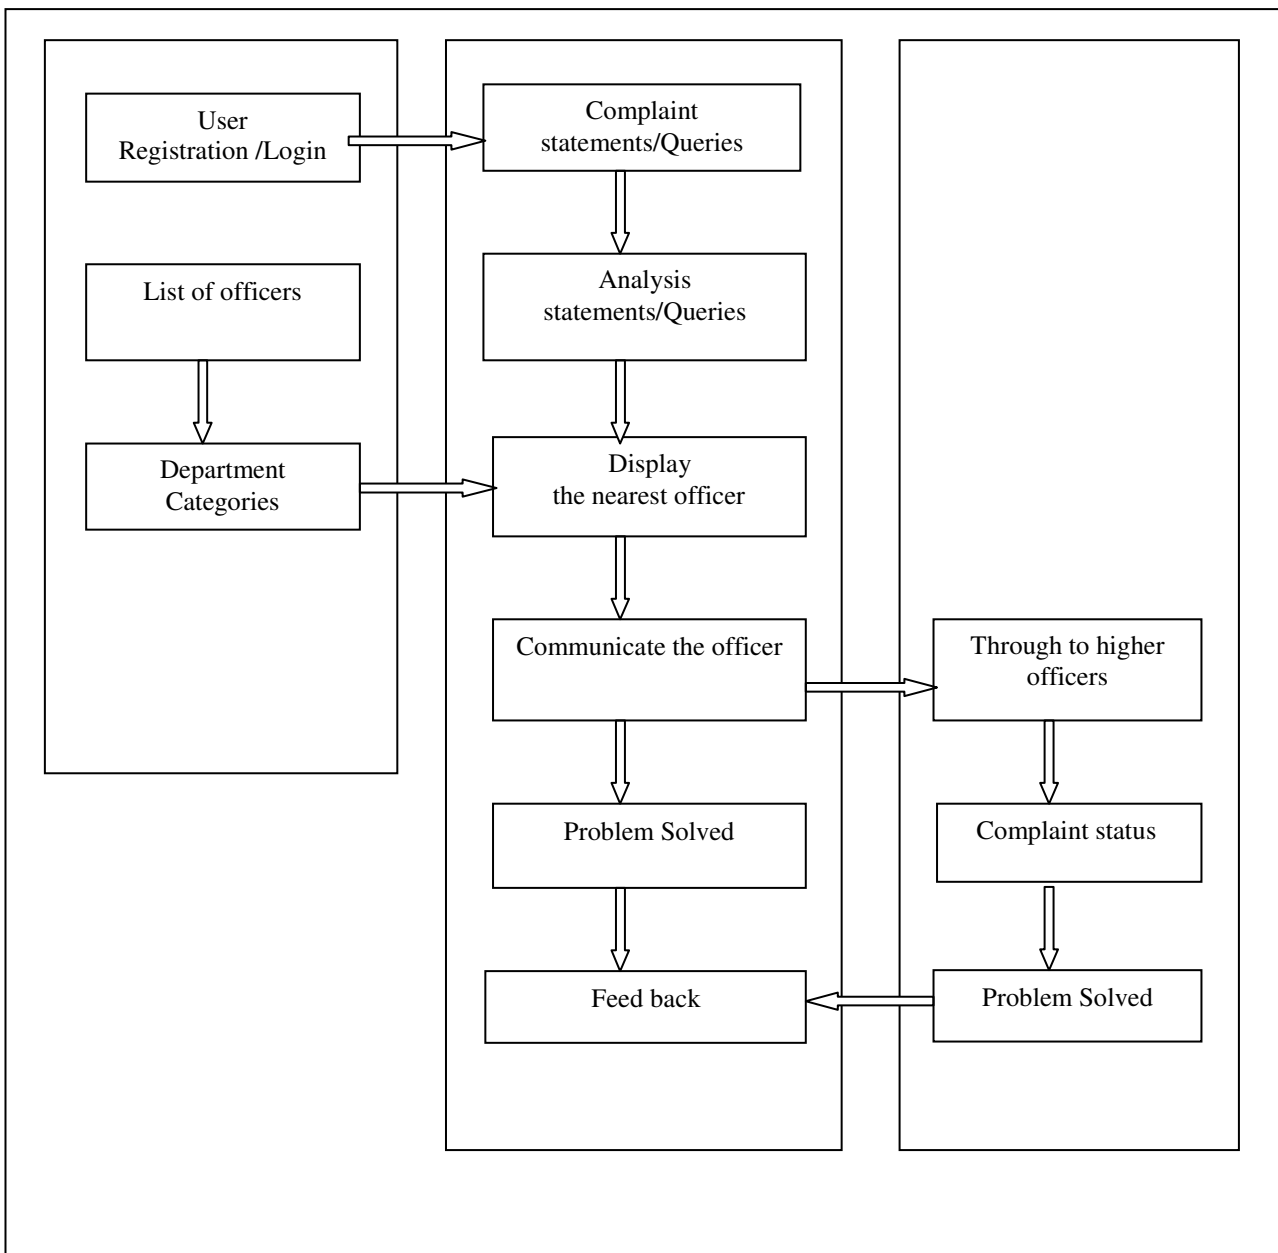 User
Registration /Login
List of officers
Department
Categories
Complaint
statements/Queries
Analysis
statements/Queries
Display
the nearest officer
Communicate the officer
Problem Solved
Feed back
Through to higher
officers
Complaint status
Problem Solved